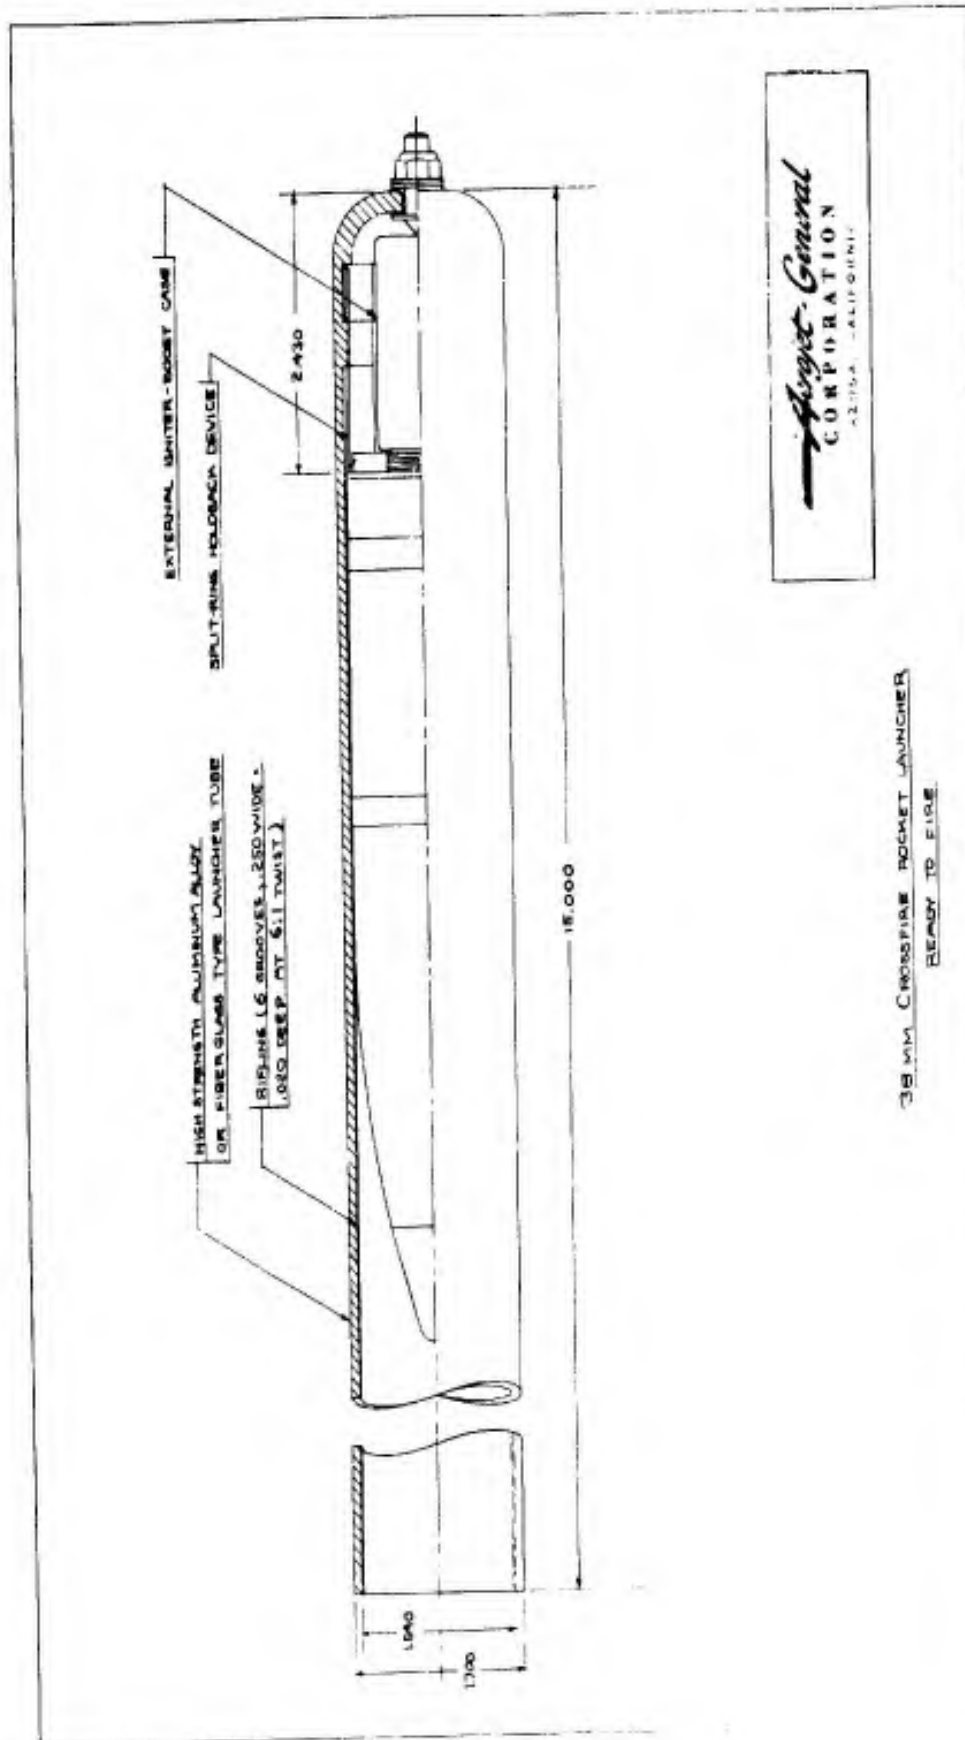 EXTERNAL IGNITER-BOOST CASE
SPLIT-RING HOLDBACK DEVICE
HIGH STRENGTH ALUMINUM ALLOY
OR FIBERGLASS TYPE LAUNCHER TUBE
RIFLING (6 GROOVES, .250 WIDE ×
.020 DEEP AT 6:1 TWIST)
2.430
15.000
1.700
Aerojet-General
CORPORATION
AZUSA, CALIFORNIA
38 MM CROSSFIRE ROCKET LAUNCHER
READY TO FIRE